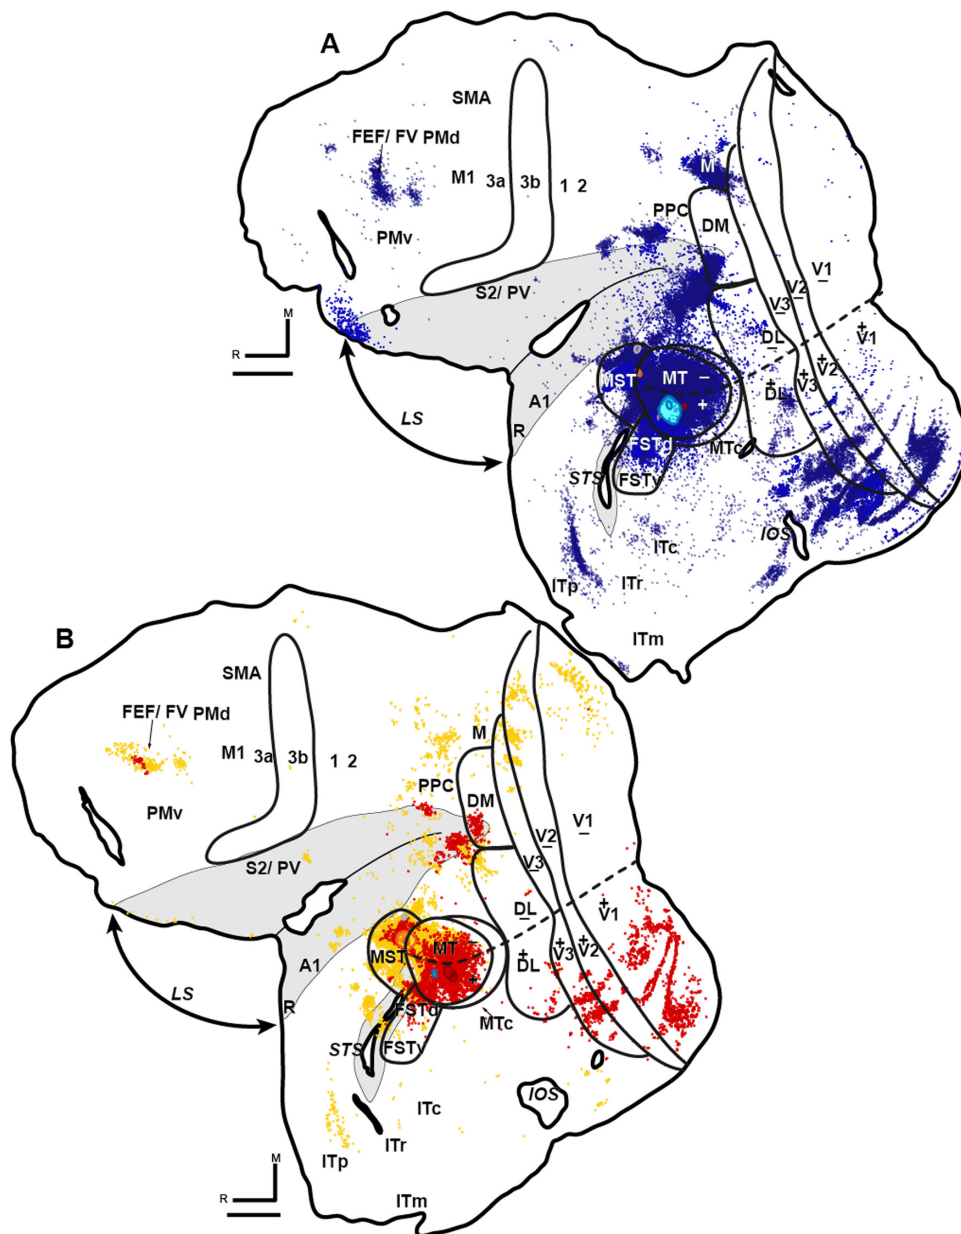 A
SMA
FEF/ FV PMd
M1 3a 3b 1 2
M
PPC
DM
PMv
V1
–
S2/ PV
V2
–
V3
–
M
R
DL
–
+
V1
+
V2
MST MT –
+
DL
+
V3
A1
+
LS
R
FSTd
MTc
STS
FSTv
IOS
ITc
ITp
ITr
ITm
B
SMA
FEF/ FV PMd
M
M1 3a 3b 1 2
PPC
DM
PMv
V1
–
V2
–
S2/ PV
V3
–
DL
–
+
V1
MT –
MST
+
V3
+
V2
A1
+
DL
+
LS
R
FSTd
MTc
STS
FSTv
IOS
ITc
ITr
ITp
M
R
ITm